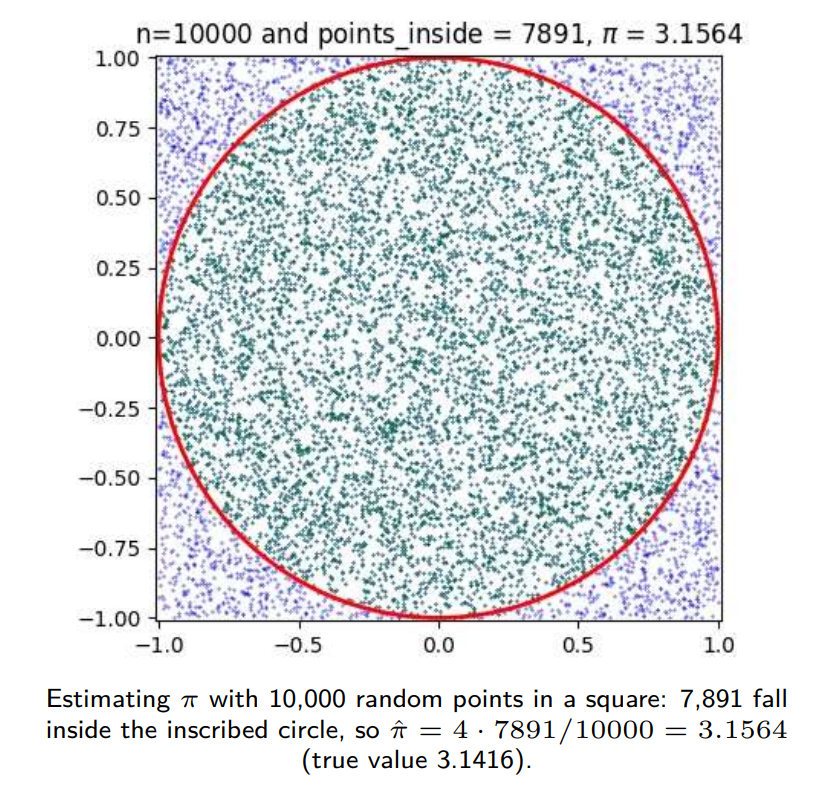 n=10000 and points_inside = 7891, π = 3.1564
1.00
0.75
0.50
0.25
0.00
−0.25
−0.50
−0.75
−1.00
−1.0 −0.5 0.0 0.5 1.0
Estimating π with 10,000 random points in a square: 7,891 fall
inside the inscribed circle, so π̂ = 4 · 7891/10000 = 3.1564
(true value 3.1416).